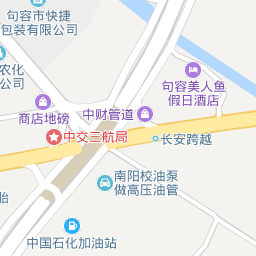 句容市快捷
包装有限公司
农化
公司
句容美人鱼
假日酒店
商店地磅
中财管道
中交三航局
长安跨越
胎
南阳校油泵
做高压油管
中国石化加油站